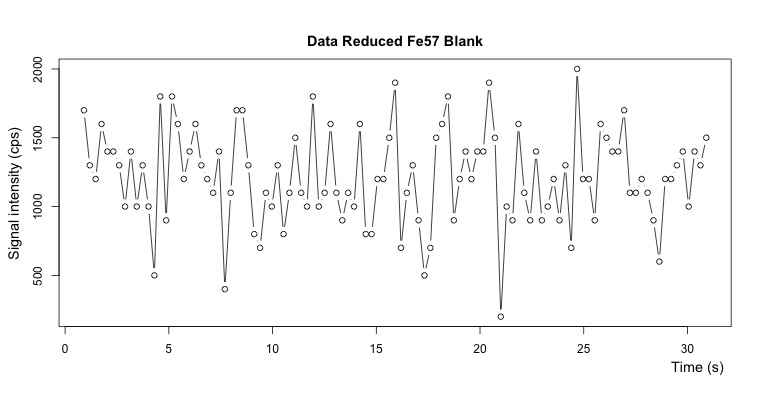 Data Reduced Fe57 Blank
Signal intensity (cps)
2000
1500
1000
500
0 5 10 15 20 25 30
Time (s)